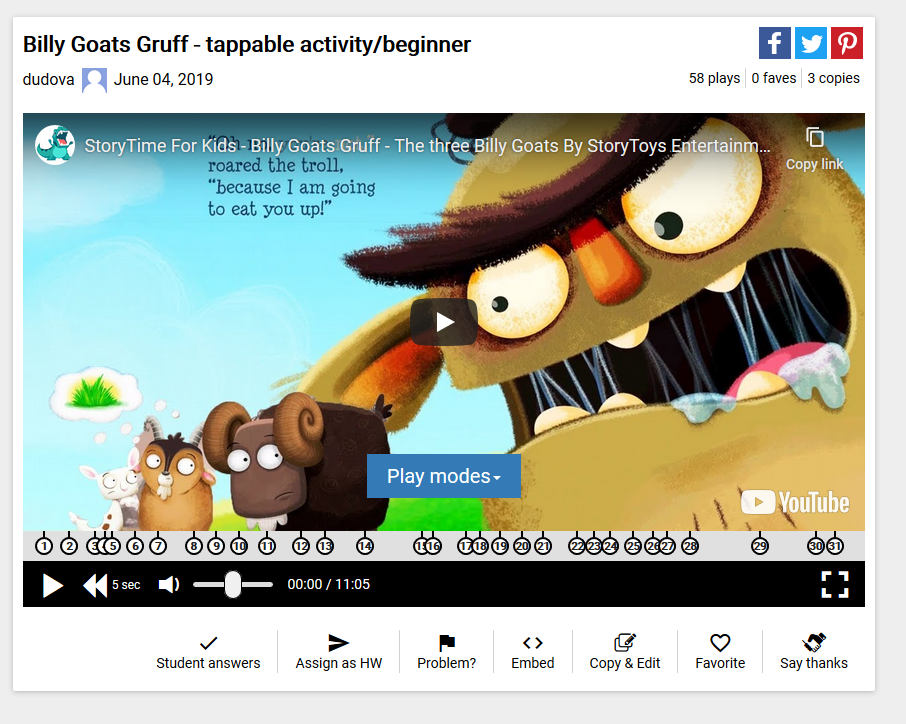 Billy Goats Gruff - tappable activity/beginner
dudova June 04, 2019
58 plays 0 faves 3 copies
StoryTime For Kids - Billy Goats Gruff - The three Billy Goats By StoryToys Entertainm...
Copy link
roared the troll,
“because I am going
to eat you up!”
Play modes
YouTube
1 2 3 5 6 7 8 9 10 11 12 13 14 15 16 17 18 19 20 21 22 23 24 25 26 27 28 29 30 31
5 sec 00:00 / 11:05
Student answers Assign as HW Problem? Embed Copy & Edit Favorite Say thanks